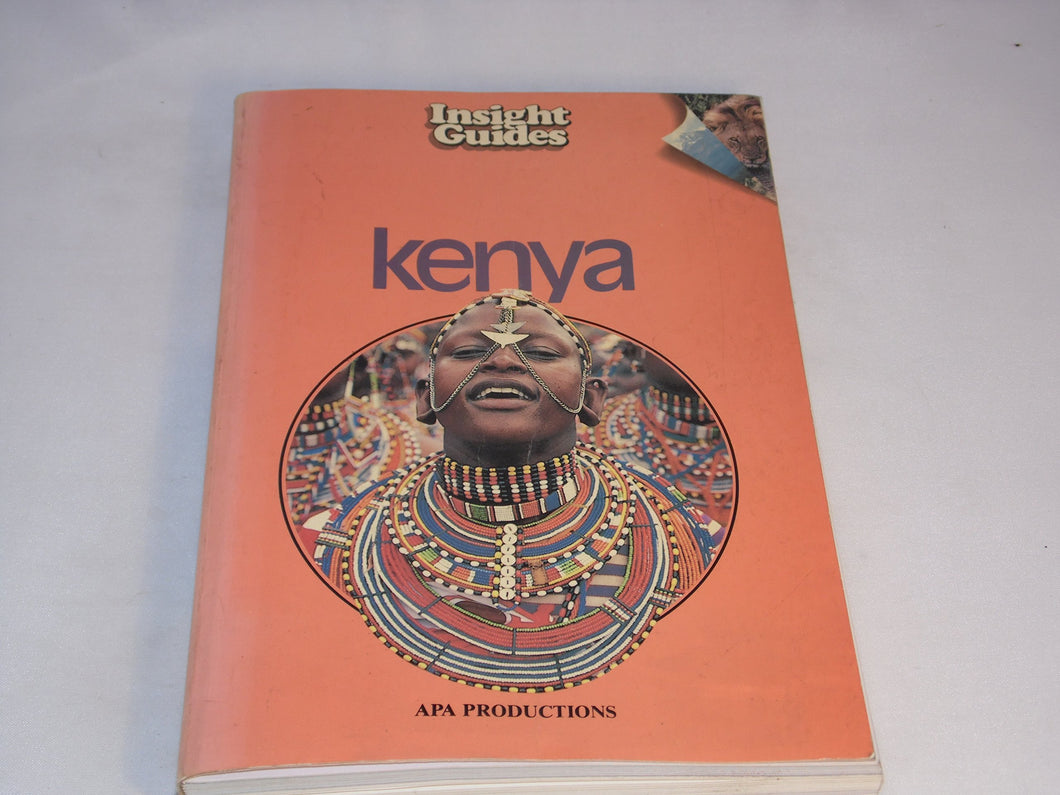 Insight
Guides
kenya
APA PRODUCTIONS